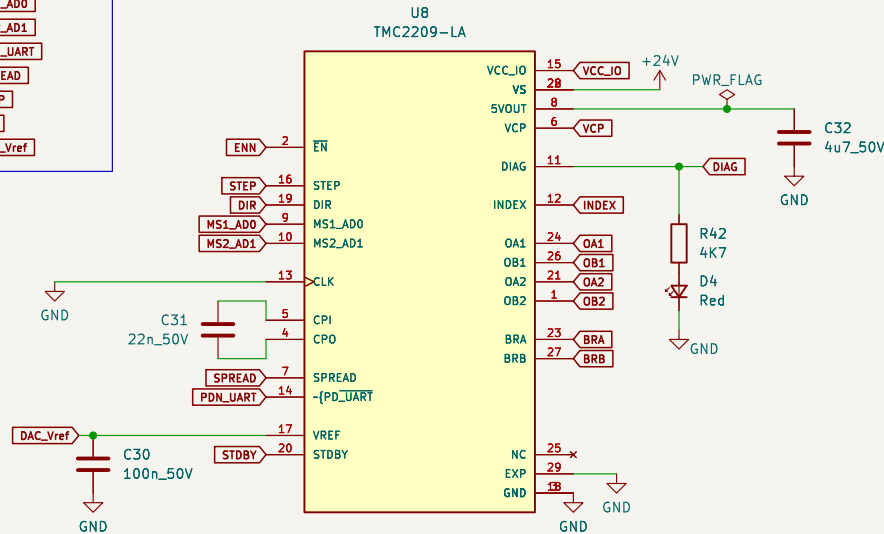 _AD0
_AD1
_UART
EAD
P
_Vref
U8
TMC2209-LA
ENN 2 EN
STEP 16 STEP
DIR 19 DIR
MS1_AD0 9 MS1_AD0
MS2_AD1 10 MS2_AD1
13 CLK
GND
C31
22n_50V
5 CPI
4 CPO
SPREAD 7 SPREAD
PDN_UART 14 ~{PD_UART
DAC_Vref 17 VREF
STDBY 20 STDBY
C30
100n_50V
GND
VCC_IO 15 VCC_IO
VS +24V
5VOUT 8 PWR_FLAG
VCP 6 VCP
C32
4u7_50V
GND
DIAG 11 DIAG
INDEX 12 INDEX
R42
4K7
D4
Red
GND
OA1 24 OA1
OB1 26 OB1
OA2 21 OA2
OB2 1 OB2
BRA 23 BRA
BRB 27 BRB
NC 25
EXP 29
GND
GND
GND